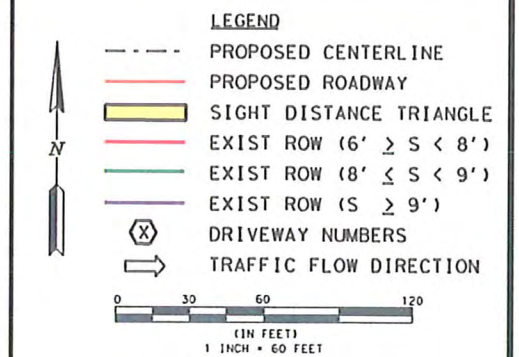 LEGEND
PROPOSED CENTERLINE
PROPOSED ROADWAY
SIGHT DISTANCE TRIANGLE
N
EXIST ROW (6' ≥ S < 8')
EXIST ROW (8' ≤ S < 9')
EXIST ROW (S ≥ 9')
X DRIVEWAY NUMBERS
TRAFFIC FLOW DIRECTION
0 30 60 120
(IN FEET)
1 INCH = 60 FEET